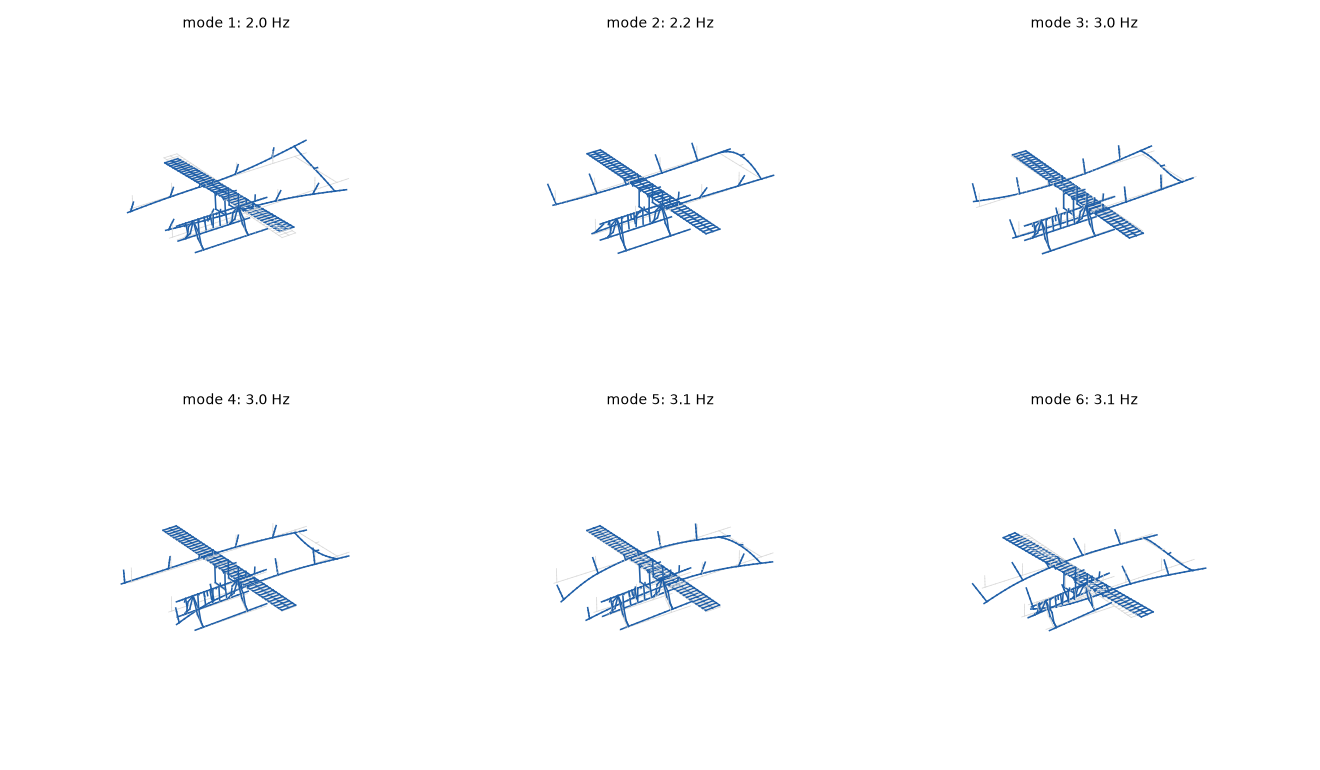 mode 1: 2.0 Hz
mode 2: 2.2 Hz
mode 3: 3.0 Hz
mode 4: 3.0 Hz
mode 5: 3.1 Hz
mode 6: 3.1 Hz